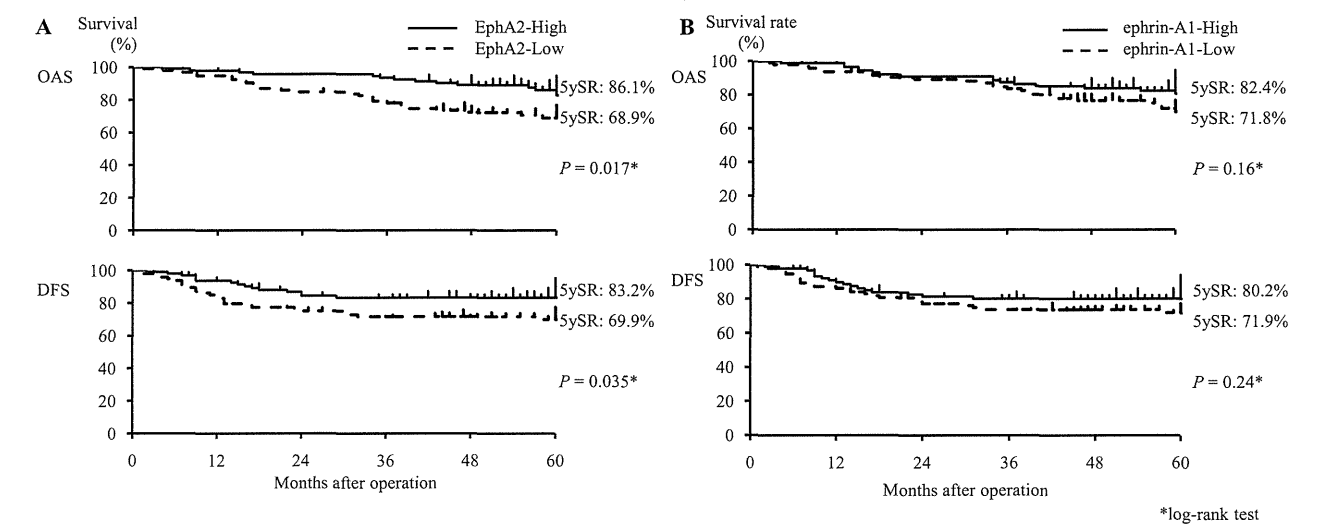 A
Survival
(%)
EphA2-High
EphA2-Low
OAS
100
80
60
40
20
0
5ySR: 86.1%
5ySR: 68.9%
P = 0.017*
DFS
100
80
60
40
20
0
5ySR: 83.2%
5ySR: 69.9%
P = 0.035*
0 12 24 36 48 60
Months after operation
B
Survival rate
(%)
ephrin-A1-High
ephrin-A1-Low
OAS
100
80
60
40
20
0
5ySR: 82.4%
5ySR: 71.8%
P = 0.16*
DFS
100
80
60
40
20
0
5ySR: 80.2%
5ySR: 71.9%
P = 0.24*
0 12 24 36 48 60
Months after operation
*log-rank test